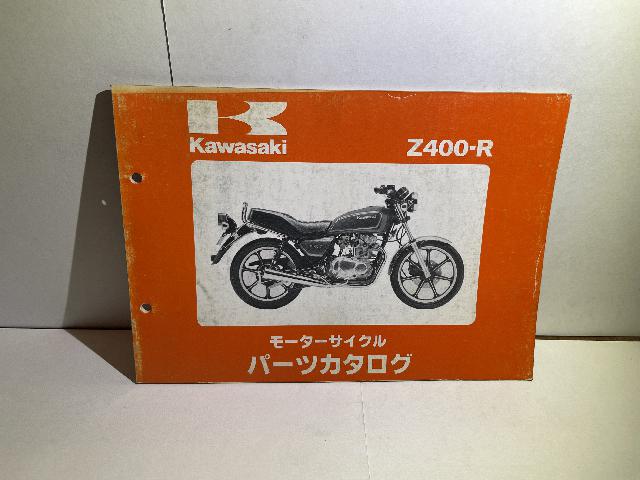 Kawasaki
Z400-R
モーターサイクル
パーツカタログ